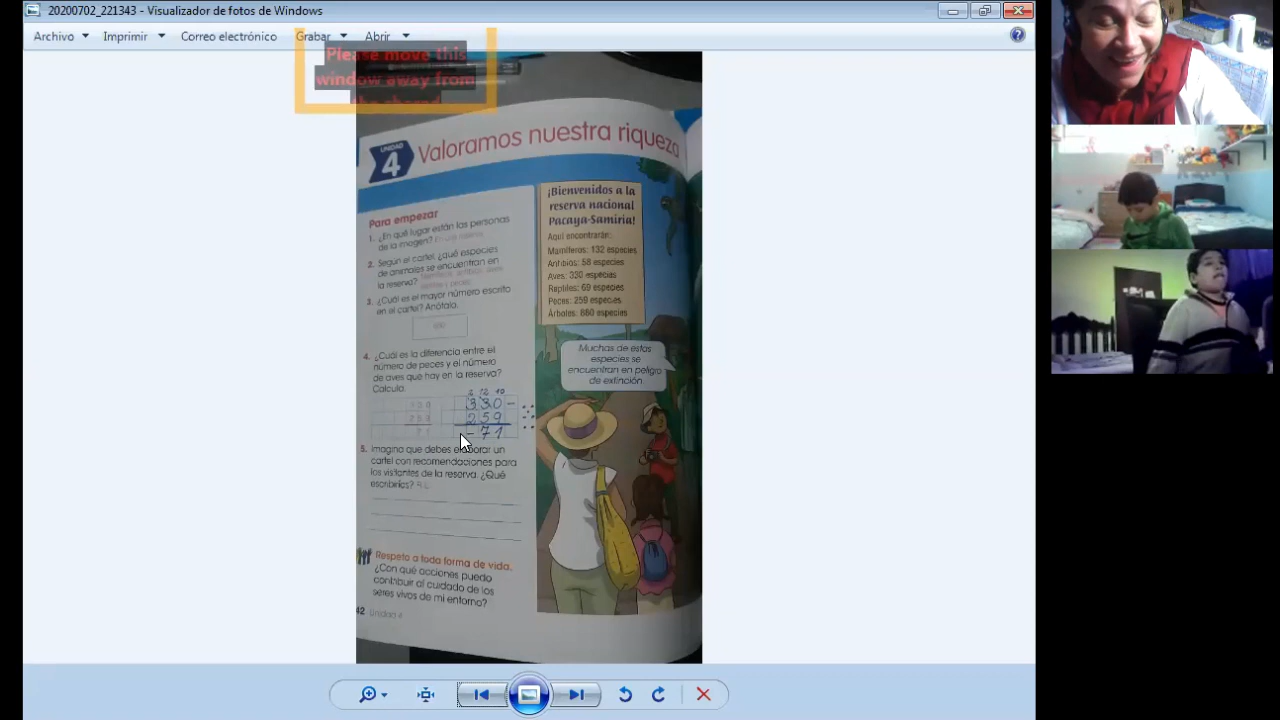 20200702_221343 - Visualizador de fotos de Windows
Archivo Imprimir Correo electrónico Grabar Abrir
Please move this
window away from
the shared
UNIDAD
4
Valoramos nuestra riqueza
Para empezar
1. ¿En qué lugar están las personas
de la imagen?
2. Según el cartel, ¿qué especies
de animales se encuentran en
la reserva?
3. ¿Cuál es el mayor número escrito
en el cartel? Anótalo.
4. ¿Cuál es la diferencia entre el
número de peces y el número
de aves que hay en la reserva?
Calcula.
2 12 10
330 -
259
- 71
5. Imagina que debes elaborar un
cartel con recomendaciones para
los visitantes de la reserva. ¿Qué
escribirías?
Respeto a toda forma de vida.
¿Con qué acciones puedo
contribuir al cuidado de los
seres vivos de mi entorno?
42 Unidad 4
¡Bienvenidos a la
reserva nacional
Pacaya-Samiria!
Aquí encontrarán:
Mamíferos: 132 especies
Anfibios: 58 especies
Aves: 330 especies
Reptiles: 69 especies
Peces: 259 especies
Árboles: 860 especies
Muchas de estas
especies se
encuentran en peligro
de extinción.